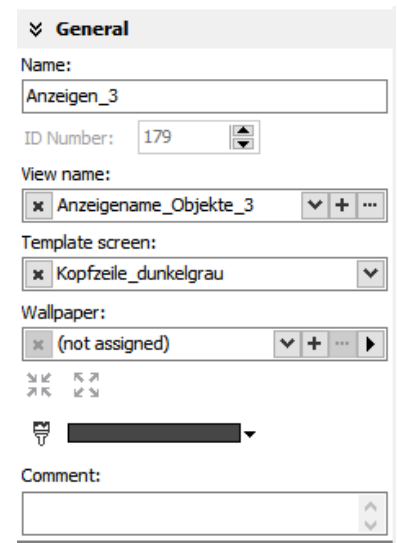 General
Name:
Anzeigen_3
ID Number: 179
View name:
Anzeigename_Objekte_3
Template screen:
Kopfzeile_dunkelgrau
Wallpaper:
(not assigned)
Comment: